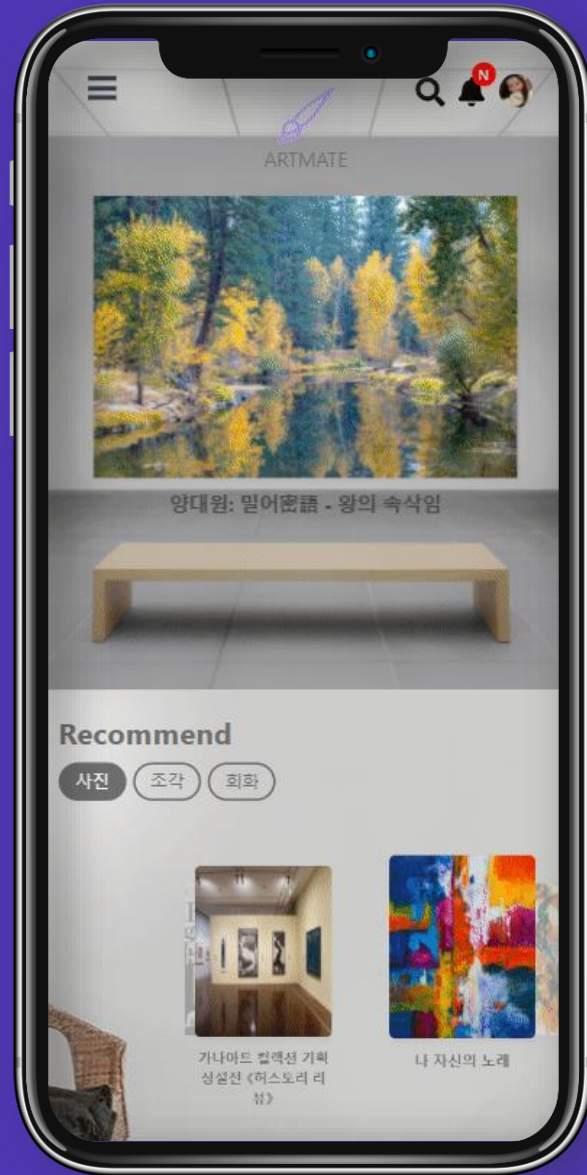 N
ARTMATE
양대원: 밀어密語 - 왕의 속삭임
Recommend
사진
조각
회화
가나아트 컬렉션 기획
상설전 《허스토리 리
뷰》
나 자신의 노래